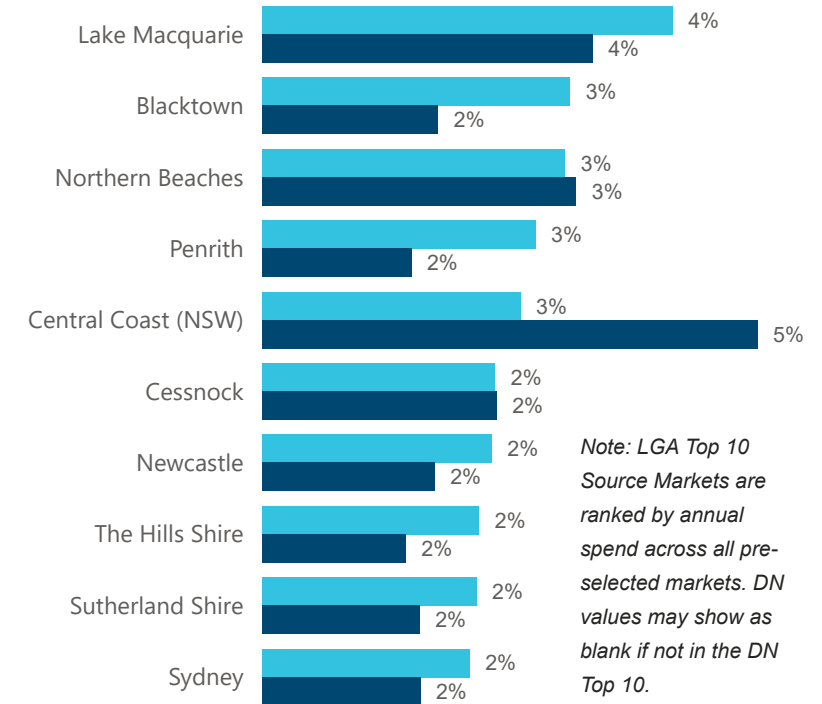 Lake Macquarie
4%
4%
Blacktown
3%
2%
Northern Beaches
3%
3%
Penrith
3%
2%
Central Coast (NSW)
3%
5%
Cessnock
2%
2%
Newcastle
2%
2%
The Hills Shire
2%
2%
Sutherland Shire
2%
2%
Sydney
2%
2%
Note: LGA Top 10
Source Markets are
ranked by annual
spend across all pre-
selected markets. DN
values may show as
blank if not in the DN
Top 10.